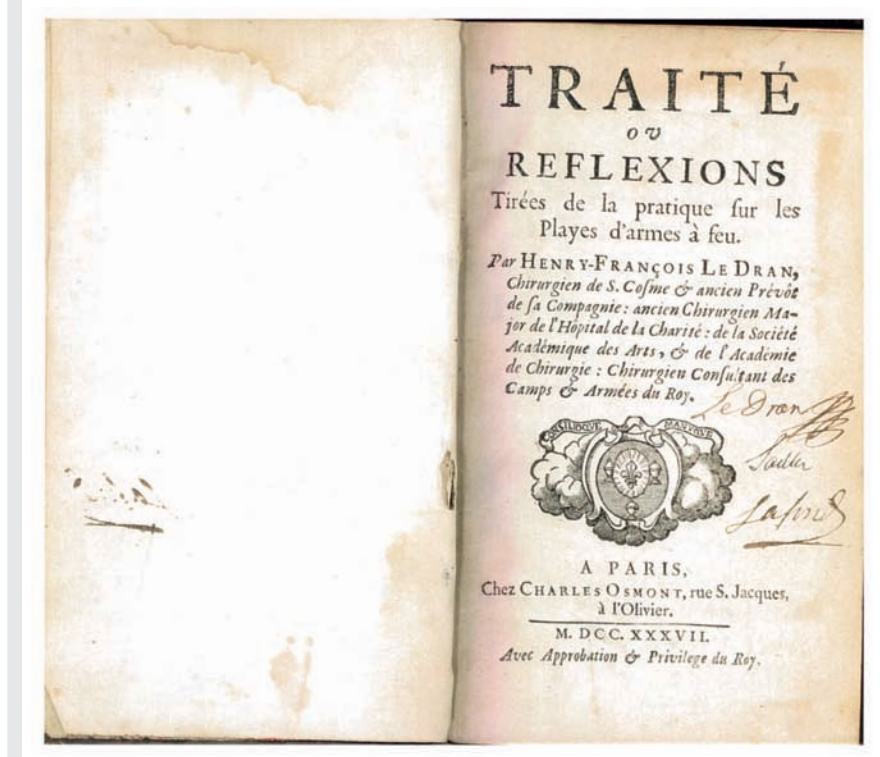 TRAITÉ
OU
REFLEXIONS
Tirées de la pratique ſur les
Playes d'armes à feu.
Par HENRY-FRANÇOIS LE DRAN,
Chirurgien de S. Coſme & ancien Prévôt
de ſa Compagnie : ancien Chirurgien Ma-
jor de l'Hôpital de la Charité : de la Société
Académique des Arts, & de l'Académie
de Chirurgie : Chirurgien Conſultant des
Camps & Armées du Roy.
Le Dran
CONSILIOQUE MANUQUE
A PARIS,
Chez CHARLES OSMONT, rue S. Jacques,
à l'Olivier.
M. DCC. XXXVII.
Avec Approbation & Privilege du Roy.